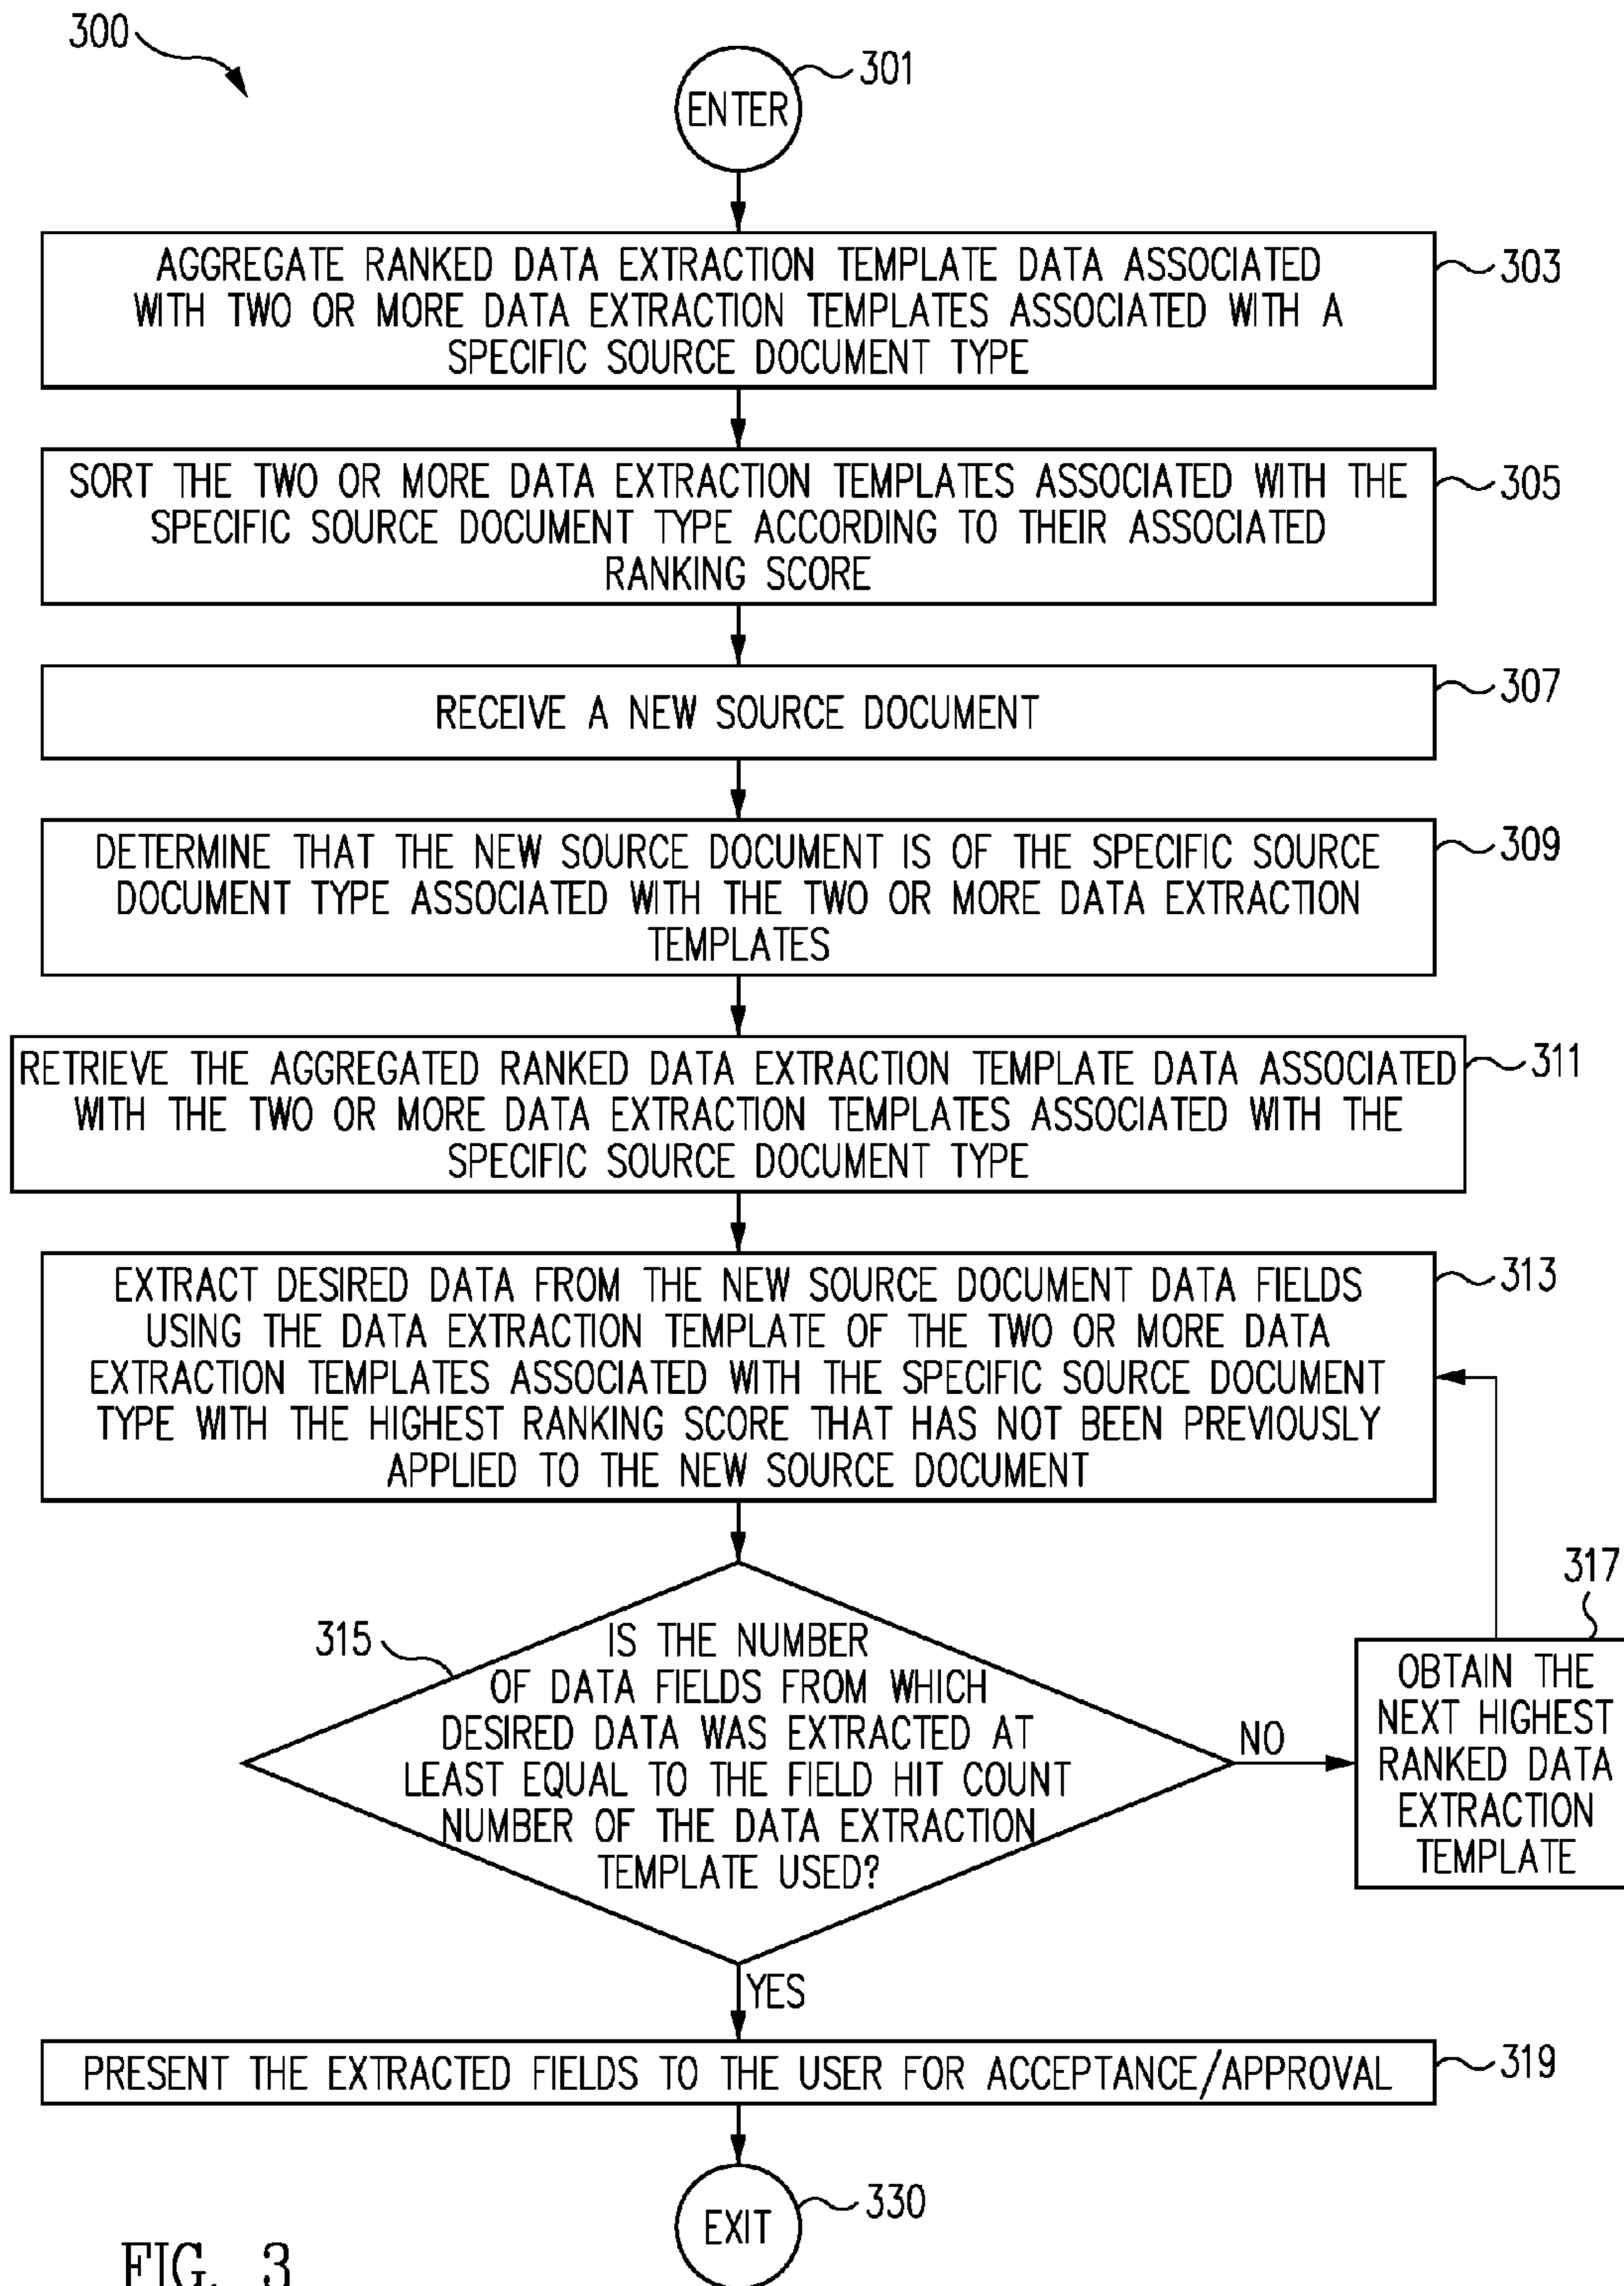 300
301
ENTER
AGGREGATE RANKED DATA EXTRACTION TEMPLATE DATA ASSOCIATED
WITH TWO OR MORE DATA EXTRACTION TEMPLATES ASSOCIATED WITH A
SPECIFIC SOURCE DOCUMENT TYPE
303
SORT THE TWO OR MORE DATA EXTRACTION TEMPLATES ASSOCIATED WITH THE
SPECIFIC SOURCE DOCUMENT TYPE ACCORDING TO THEIR ASSOCIATED
RANKING SCORE
305
RECEIVE A NEW SOURCE DOCUMENT
307
DETERMINE THAT THE NEW SOURCE DOCUMENT IS OF THE SPECIFIC SOURCE
DOCUMENT TYPE ASSOCIATED WITH THE TWO OR MORE DATA EXTRACTION
TEMPLATES
309
RETRIEVE THE AGGREGATED RANKED DATA EXTRACTION TEMPLATE DATA ASSOCIATED
WITH THE TWO OR MORE DATA EXTRACTION TEMPLATES ASSOCIATED WITH THE
SPECIFIC SOURCE DOCUMENT TYPE
311
EXTRACT DESIRED DATA FROM THE NEW SOURCE DOCUMENT DATA FIELDS
USING THE DATA EXTRACTION TEMPLATE OF THE TWO OR MORE DATA
EXTRACTION TEMPLATES ASSOCIATED WITH THE SPECIFIC SOURCE DOCUMENT
TYPE WITH THE HIGHEST RANKING SCORE THAT HAS NOT BEEN PREVIOUSLY
APPLIED TO THE NEW SOURCE DOCUMENT
313
315
IS THE NUMBER
OF DATA FIELDS FROM WHICH
DESIRED DATA WAS EXTRACTED AT
LEAST EQUAL TO THE FIELD HIT COUNT
NUMBER OF THE DATA EXTRACTION
TEMPLATE USED?
NO
317
OBTAIN THE
NEXT HIGHEST
RANKED DATA
EXTRACTION
TEMPLATE
YES
PRESENT THE EXTRACTED FIELDS TO THE USER FOR ACCEPTANCE/APPROVAL
319
EXIT
330
FIG. 3